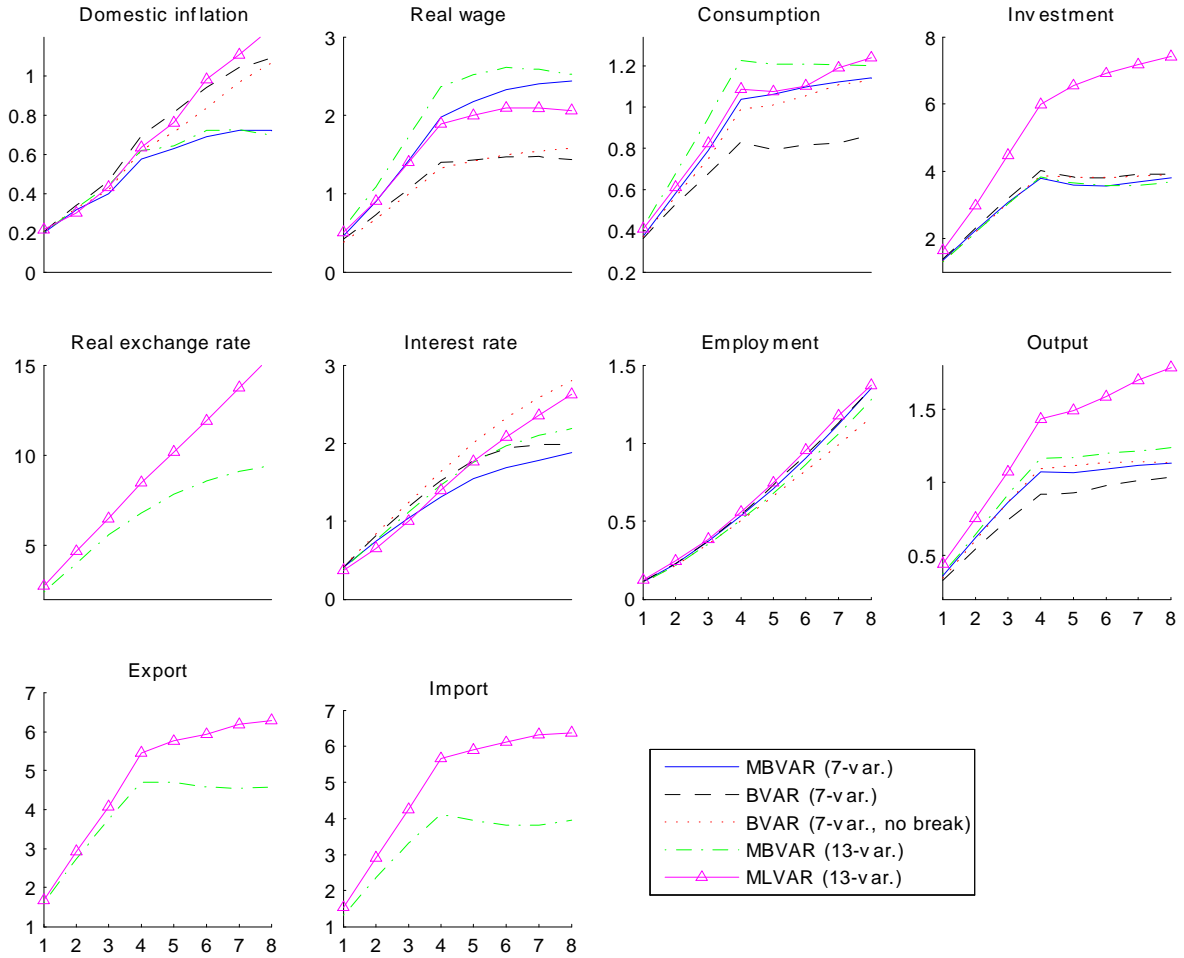 Domestic inflation
Real wage
Consumption
Investment
1
0.8
0.6
0.4
0.2
0
3
2
1
0
1.2
1
0.8
0.6
0.4
0.2
8
6
4
2
Real exchange rate
Interest rate
Employment
Output
15
10
5
3
2
1
0
1.5
1
0.5
0
1 2 3 4 5 6 7 8
1.5
1
0.5
1 2 3 4 5 6 7 8
Export
Import
7
6
5
4
3
2
1
1 2 3 4 5 6 7 8
7
6
5
4
3
2
1
1 2 3 4 5 6 7 8
MBVAR (7-var.)
BVAR (7-var.)
BVAR (7-var., no break)
MBVAR (13-var.)
MLVAR (13-var.)